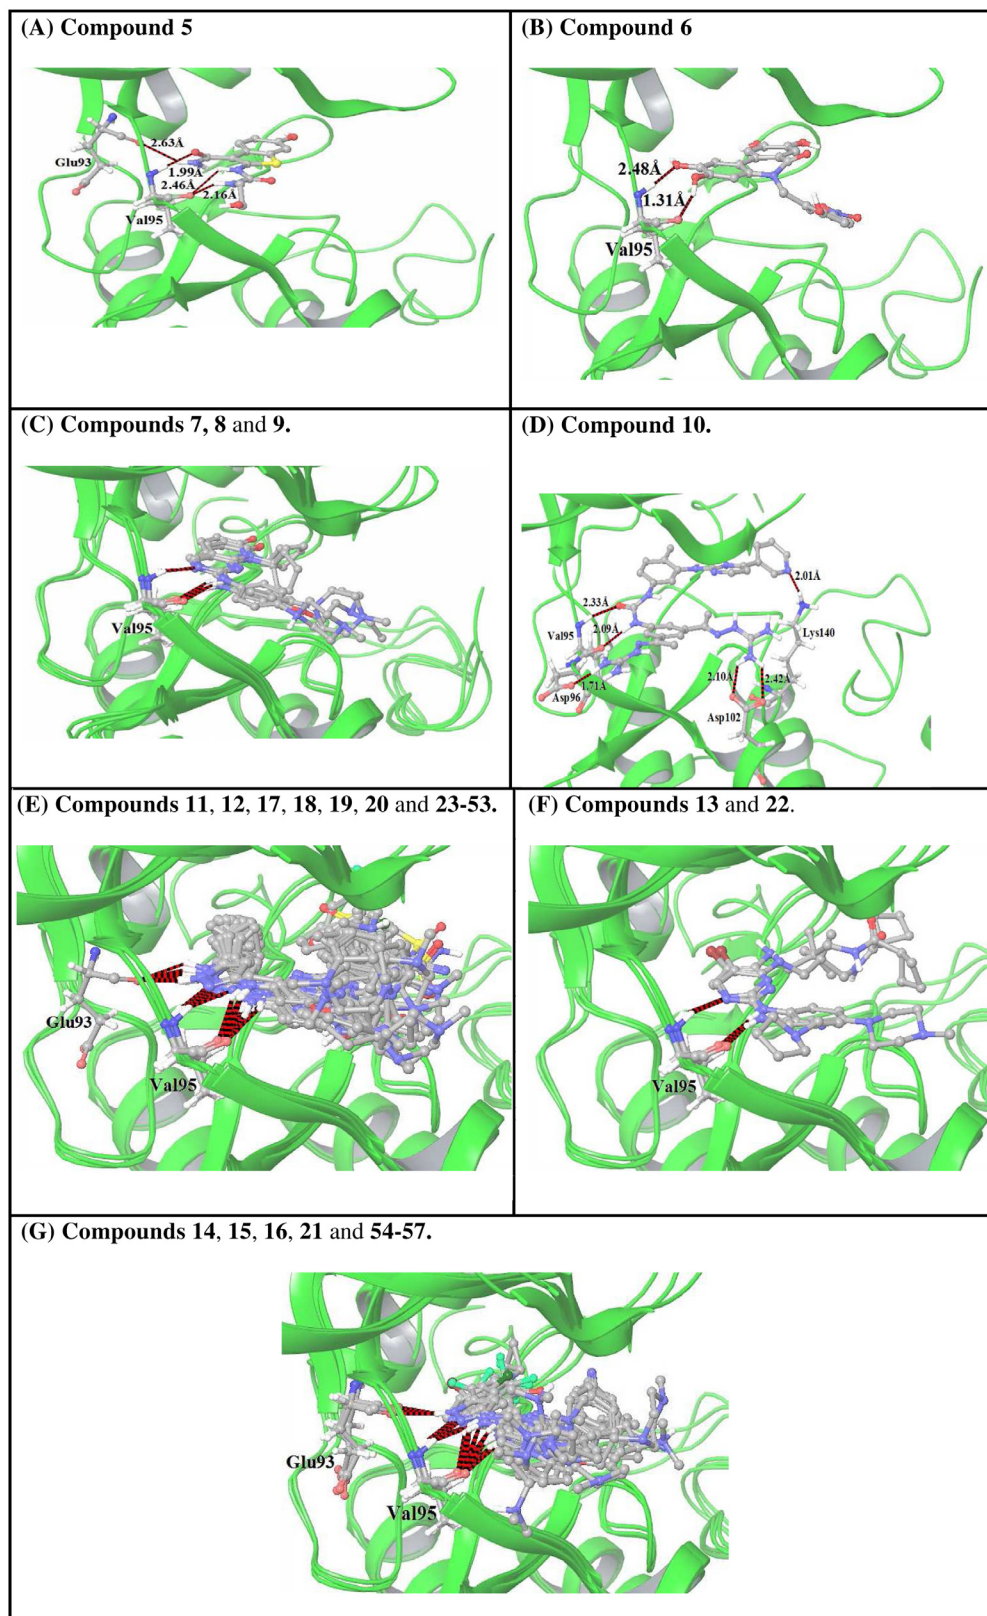 (A) Compound 5
2.63Å
Glu93
1.99Å
2.46Å
2.16Å
Val95
(B) Compound 6
2.48Å
1.31Å
Val95
(C) Compounds 7, 8 and 9.
Val95
(D) Compound 10.
2.01Å
2.33Å
Val95
2.09Å
Lys140
Asp96
1.71Å
2.10Å
2.42Å
Asp102
(E) Compounds 11, 12, 17, 18, 19, 20 and 23-53.
Glu93
Val95
(F) Compounds 13 and 22.
Val95
(G) Compounds 14, 15, 16, 21 and 54-57.
Glu93
Val95